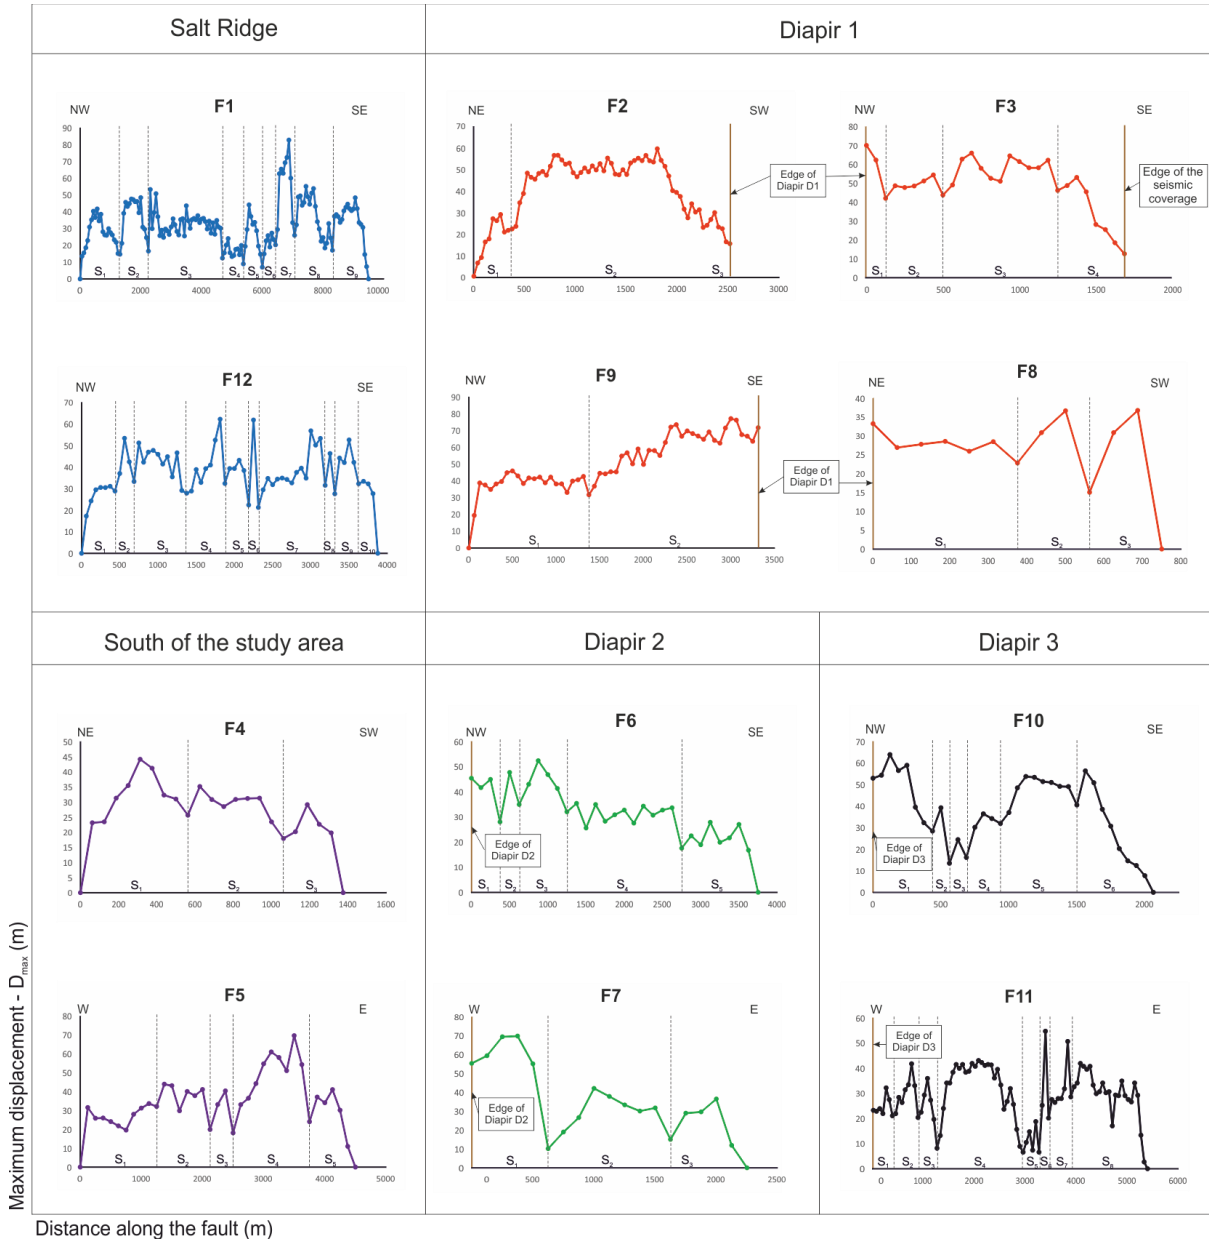 Salt Ridge
Diapir 1
F1
NW
SE
90
80
70
60
50
40
30
20
10
0
S1 S2 S3 S4 S5 S6 S7 S8 S9
0 2000 4000 6000 8000 10000
F2
NE
SW
70
60
50
40
30
20
10
0
S1 S2 S3
0 500 1000 1500 2000 2500 3000
Edge of
Diapir D1
F3
NW
SE
80
70
60
50
40
30
20
10
0
S1 S2 S3 S4
0 500 1000 1500 2000
Edge of the
seismic
coverage
F12
NW
SE
70
60
50
40
30
20
10
0
S1 S2 S3 S4 S5 S6 S7 S8 S9 S10
0 500 1000 1500 2000 2500 3000 3500 4000
F9
NW
SE
90
80
70
60
50
40
30
20
10
0
S1 S2
0 500 1000 1500 2000 2500 3000 3500
Edge of
Diapir D1
F8
NE
SW
40
35
30
25
20
15
10
5
0
S1 S2 S3
0 100 200 300 400 500 600 700 800
South of the study area
Diapir 2
Diapir 3
F4
NE
SW
50
45
40
35
30
25
20
15
10
5
0
S1 S2 S3
0 200 400 600 800 1000 1200 1400 1600
F6
NW
SE
60
50
40
30
20
10
0
Edge of
Diapir D2
S1 S2 S3 S4 S5
0 500 1000 1500 2000 2500 3000 3500 4000
F10
NW
SE
70
60
50
40
30
20
10
0
Edge of
Diapir D3
S1 S2 S3 S4 S5 S6
0 500 1000 1500 2000
F5
W
E
80
70
60
50
40
30
20
10
0
S1 S2 S3 S4 S5
0 1000 2000 3000 4000 5000
F7
W
E
80
70
60
50
40
30
20
10
0
Edge of
Diapir D2
S1 S2 S3
0 500 1000 1500 2000 2500
F11
W
E
60
50
40
30
20
10
0
Edge of
Diapir D3
S1 S2 S3 S4 S5 S6 S7 S8
0 1000 2000 3000 4000 5000 6000
Maximum displacement - Dmax (m)
Distance along the fault (m)